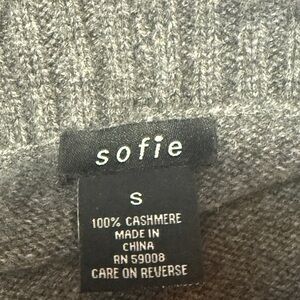 sofie
S
100% CASHMERE
MADE IN
CHINA
RN 59008
CARE ON REVERSE